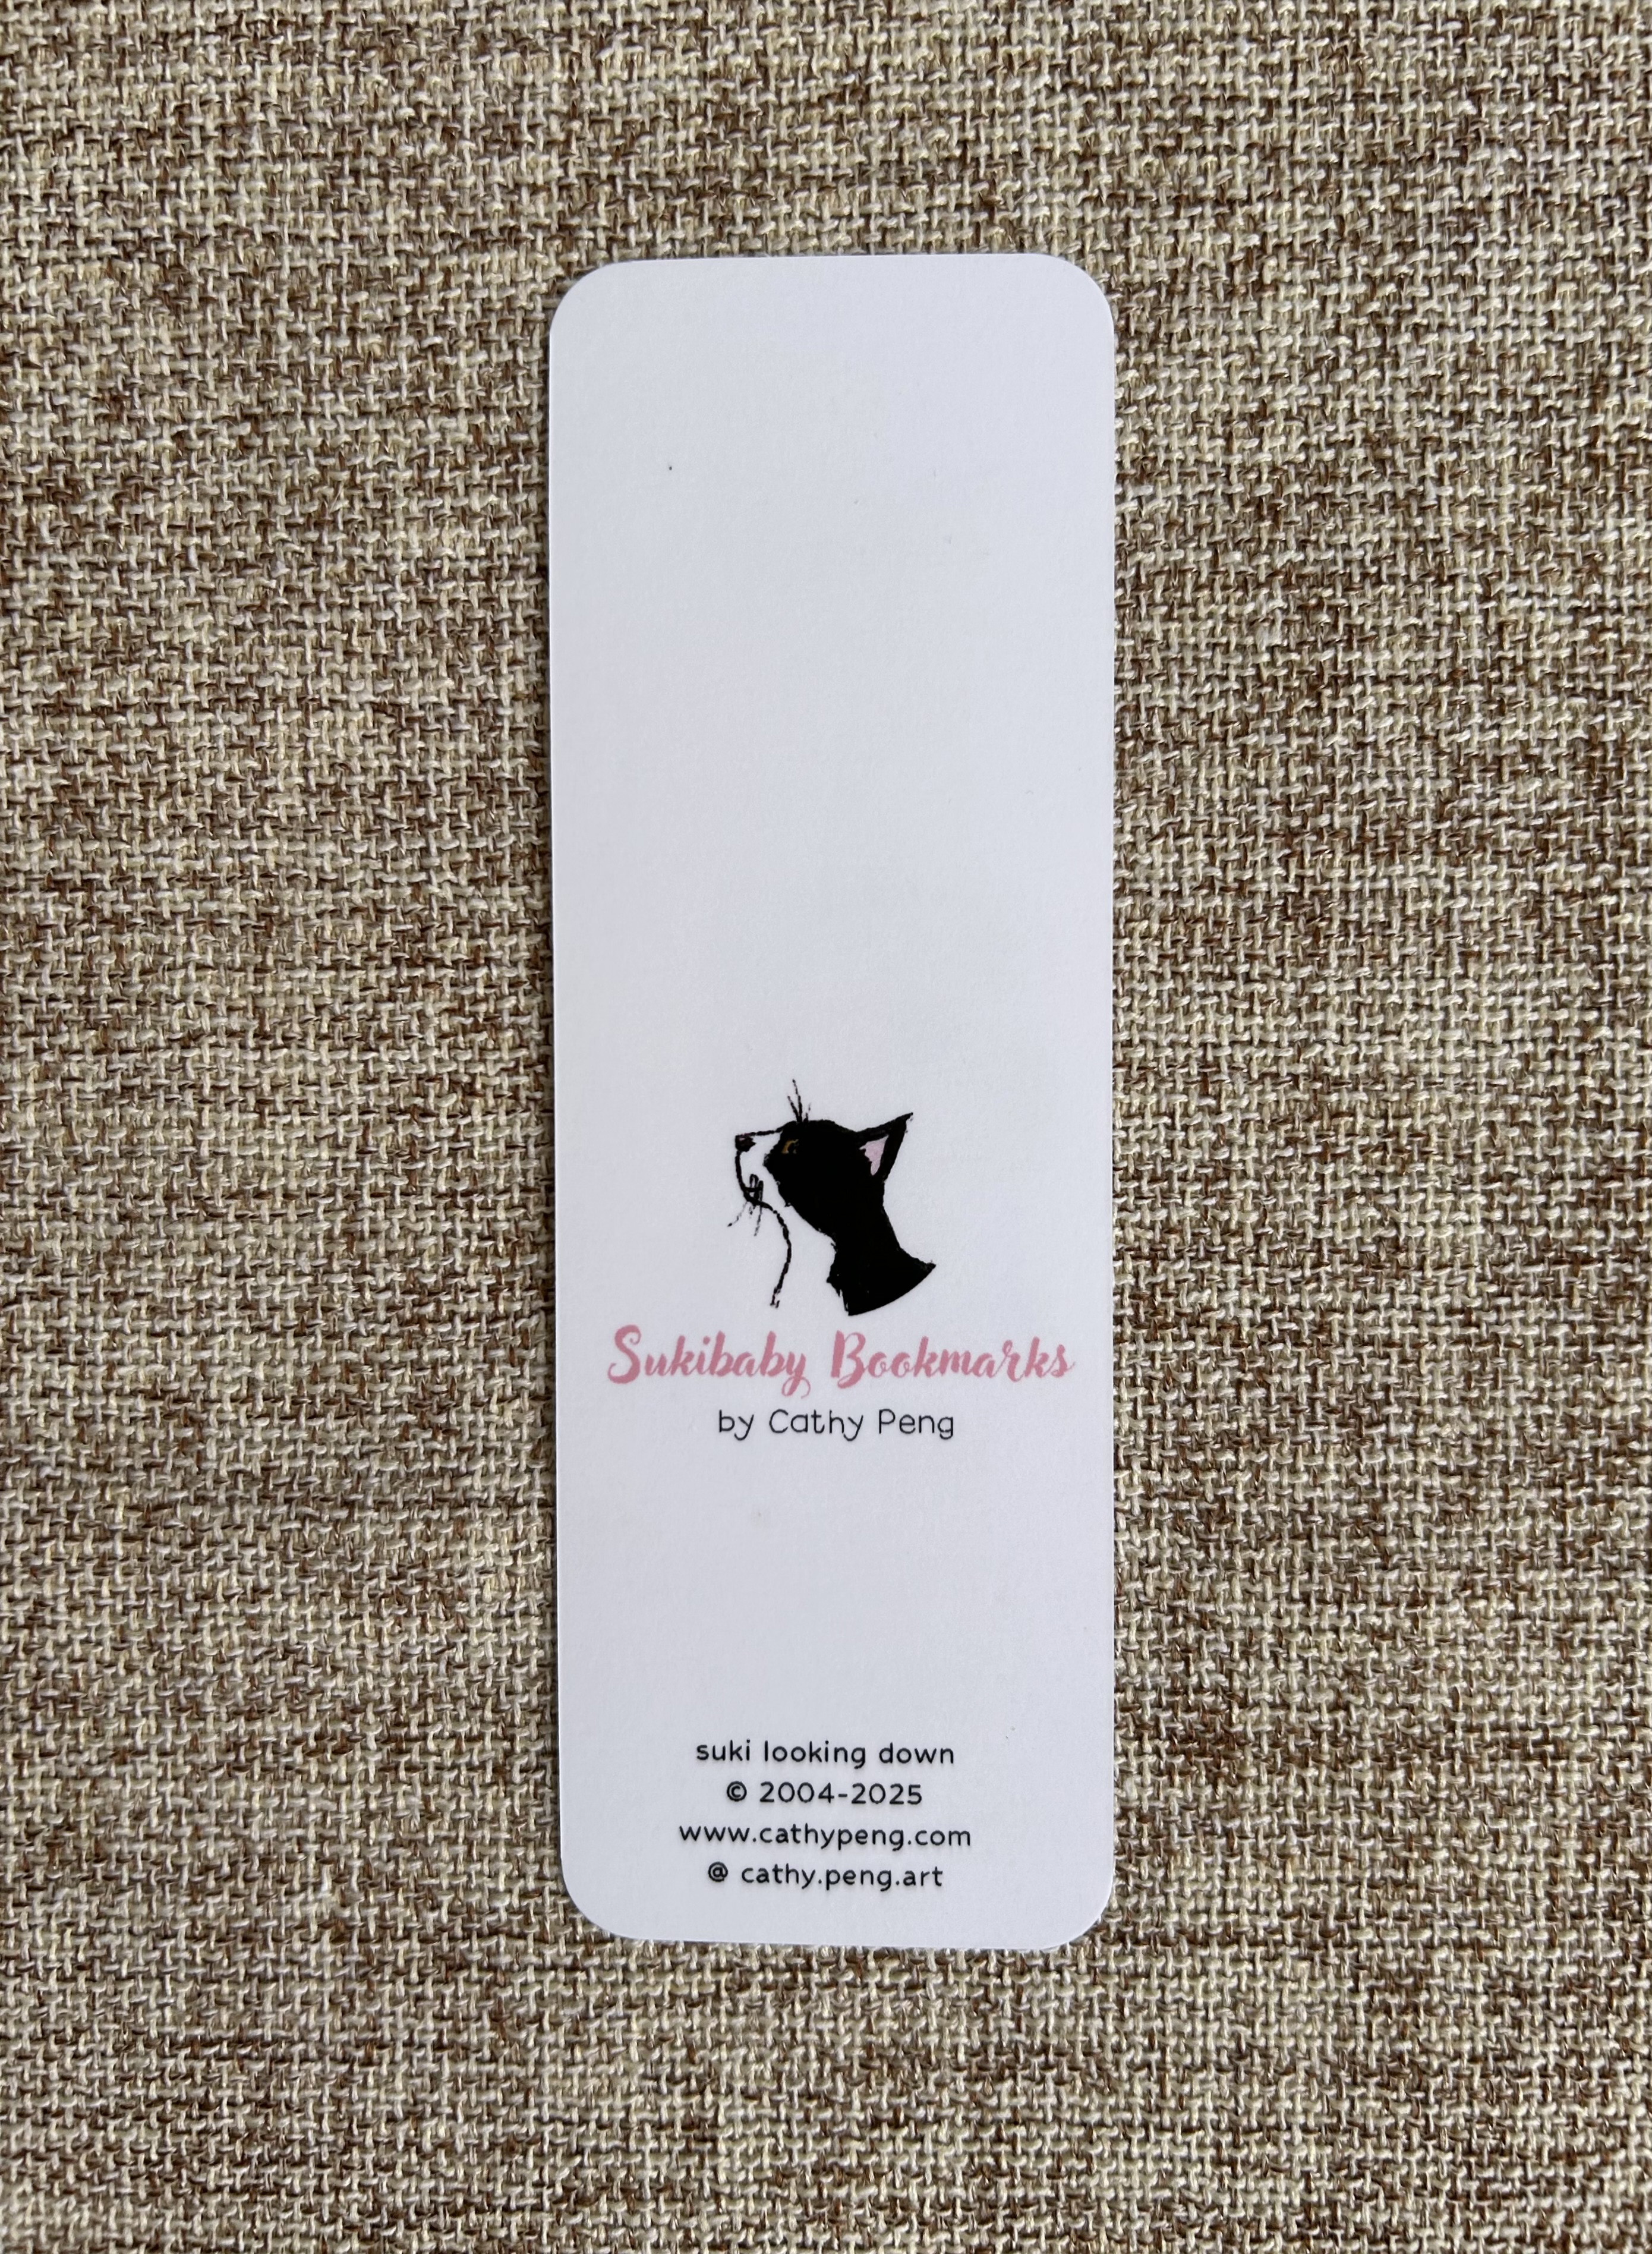 Sukibaby Bookmarks
by Cathy Peng
suki looking down
© 2004-2025
www.cathypeng.com
@ cathy.peng.art